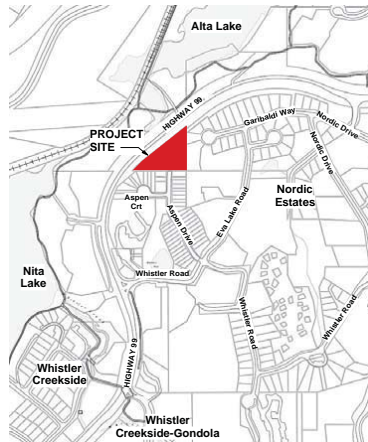 Alta Lake
HIGHWAY 99
PROJECT
SITE
Garibaldi Way
Nordic Drive
Nordic Drive
Aspen
Crt
Aspen Drive
Eva Lake Road
Nordic
Estates
Nita
Lake
Whistler Road
Whistler Road
Whistler Road
HIGHWAY 99
Whistler
Creekside
Whistler
Creekside-Gondola